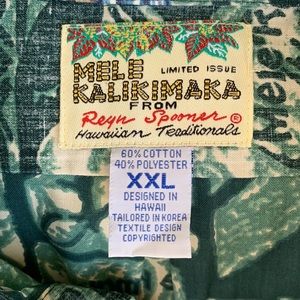 MELE LIMITED ISSUE
KALIKIMAKA
FROM
Reyn Spooner®
Hawaiian Traditionals
60% COTTON
40% POLYESTER
XXL
DESIGNED IN
HAWAII
TAILORED IN KOREA
TEXTILE DESIGN
COPYRIGHTED